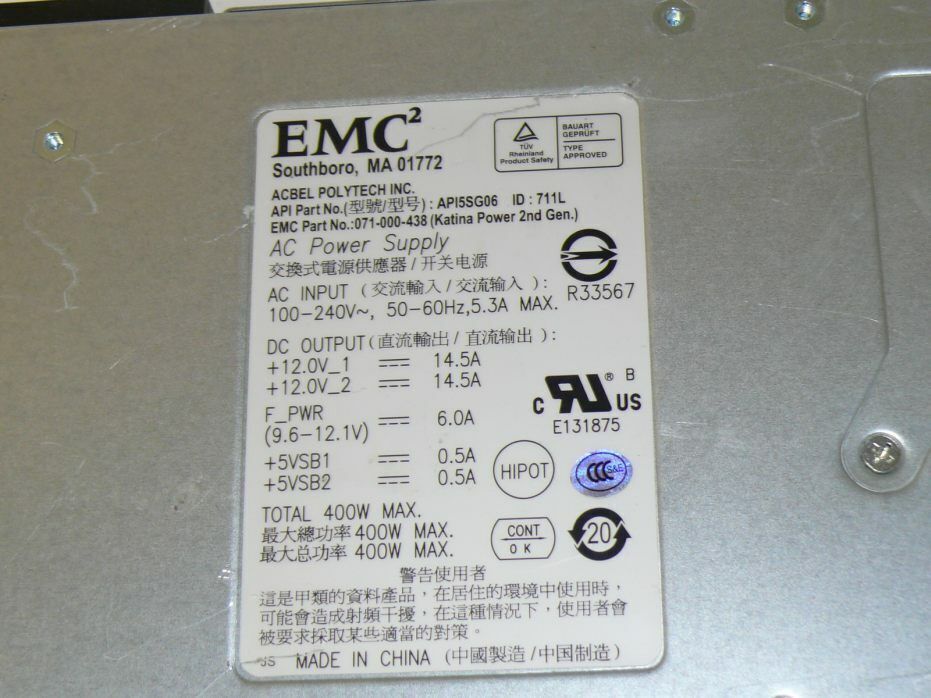 EMC²
Southboro, MA 01772
TÜV
Rheinland
Product Safety
BAUART
GEPRÜFT
TYPE
APPROVED
ACBEL POLYTECH INC.
API Part No.(型號/型号) : API5SG06 ID : 711L
EMC Part No.:071-000-438 (Katina Power 2nd Gen.)
AC Power Supply
交換式電源供應器 / 开关电源
AC INPUT ( 交流輸入 / 交流输入 ) :
100-240V~, 50-60Hz,5.3A MAX.
R33567
DC OUTPUT ( 直流輸出 / 直流输出 ) :
+12.0V_1 14.5A
+12.0V_2 14.5A
F_PWR
(9.6-12.1V) 6.0A
+5VSB1 0.5A
+5VSB2 0.5A
C RU ® B US
E131875
HIPOT
CCC S&E
TOTAL 400W MAX.
最大總功率 400W MAX.
最大总功率 400W MAX.
CONT
OK
20
警告使用者
這是甲類的資料產品，在居住的環境中使用時，
可能會造成射頻干擾，在這種情況下，使用者會
被要求採取某些適當的對策。
JS MADE IN CHINA (中國製造 / 中国制造)